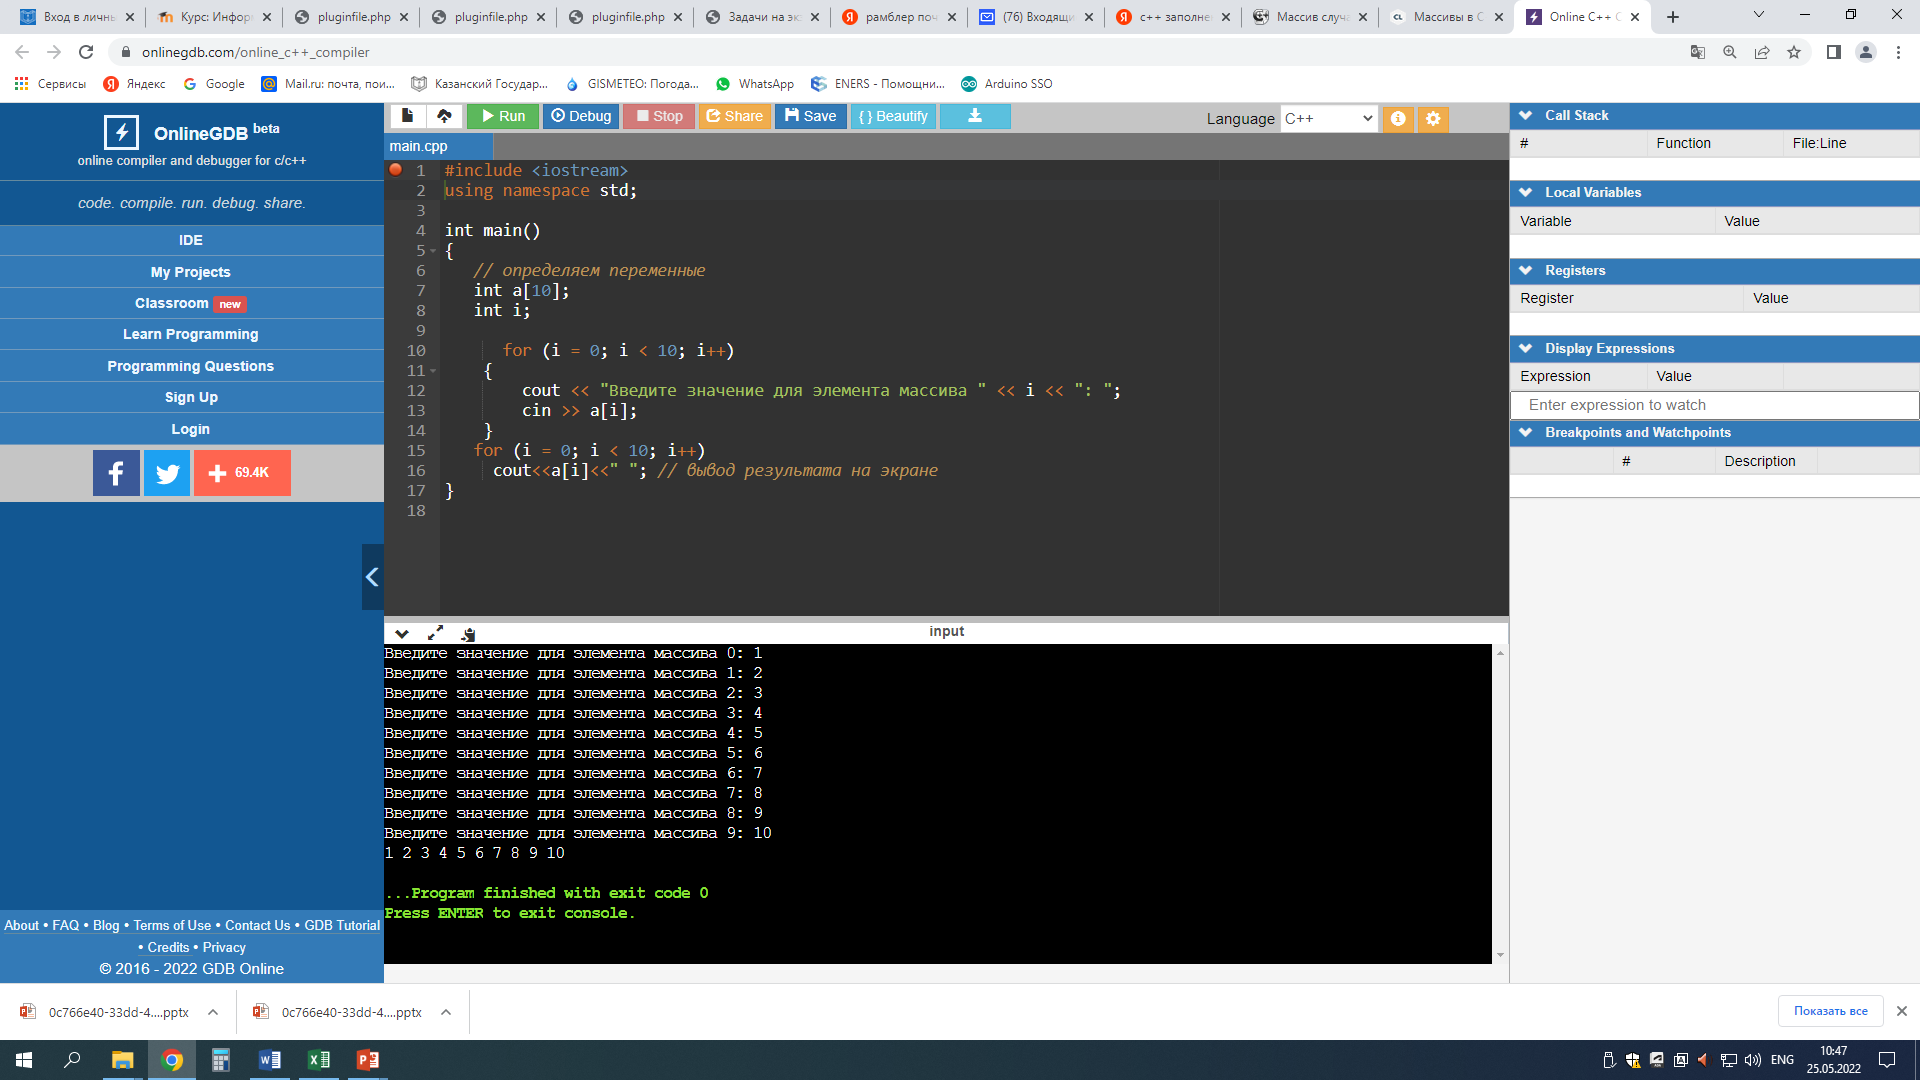 Вход в личны
Курс: Инфор
pluginfile.php
pluginfile.php
pluginfile.php
Задачи на эк
рамблер поч
(76) Входящи
c++ заполне
Массив случа
Массивы в C
Online C++ C
onlinegdb.com/online_c++_compiler
Сервисы
Яндекс
Google
Mail.ru: почта, пои...
Казанский Государ...
GISMETEO: Погода...
WhatsApp
ENERS - Помощни...
Arduino SSO
OnlineGDB beta
online compiler and debugger for c/c++
code. compile. run. debug. share.
IDE
My Projects
Classroom new
Learn Programming
Programming Questions
Sign Up
Login
69.4K
About • FAQ • Blog • Terms of Use • Contact Us • GDB Tutorial
• Credits • Privacy
© 2016 - 2022 GDB Online
Run Debug Stop Share Save { } Beautify
Language C++
main.cpp
1 #include <iostream>
2 using namespace std;
3
4 int main()
5 {
6 // определяем переменные
7 int a[10];
8 int i;
9
10 for (i = 0; i < 10; i++)
11 {
12 cout << "Введите значение для элемента массива " << i << ": ";
13 cin >> a[i];
14 }
15 for (i = 0; i < 10; i++)
16 cout<<a[i]<<" "; // вывод результата на экране
17 }
18
input
Введите значение для элемента массива 0: 1
Введите значение для элемента массива 1: 2
Введите значение для элемента массива 2: 3
Введите значение для элемента массива 3: 4
Введите значение для элемента массива 4: 5
Введите значение для элемента массива 5: 6
Введите значение для элемента массива 6: 7
Введите значение для элемента массива 7: 8
Введите значение для элемента массива 8: 9
Введите значение для элемента массива 9: 10
1 2 3 4 5 6 7 8 9 10
...Program finished with exit code 0
Press ENTER to exit console.
Call Stack
# Function File:Line
Local Variables
Variable Value
Registers
Register Value
Display Expressions
Expression Value
Enter expression to watch
Breakpoints and Watchpoints
# Description
0c766e40-33dd-4....pptx
0c766e40-33dd-4....pptx
Показать все
ENG
10:47
25.05.2022